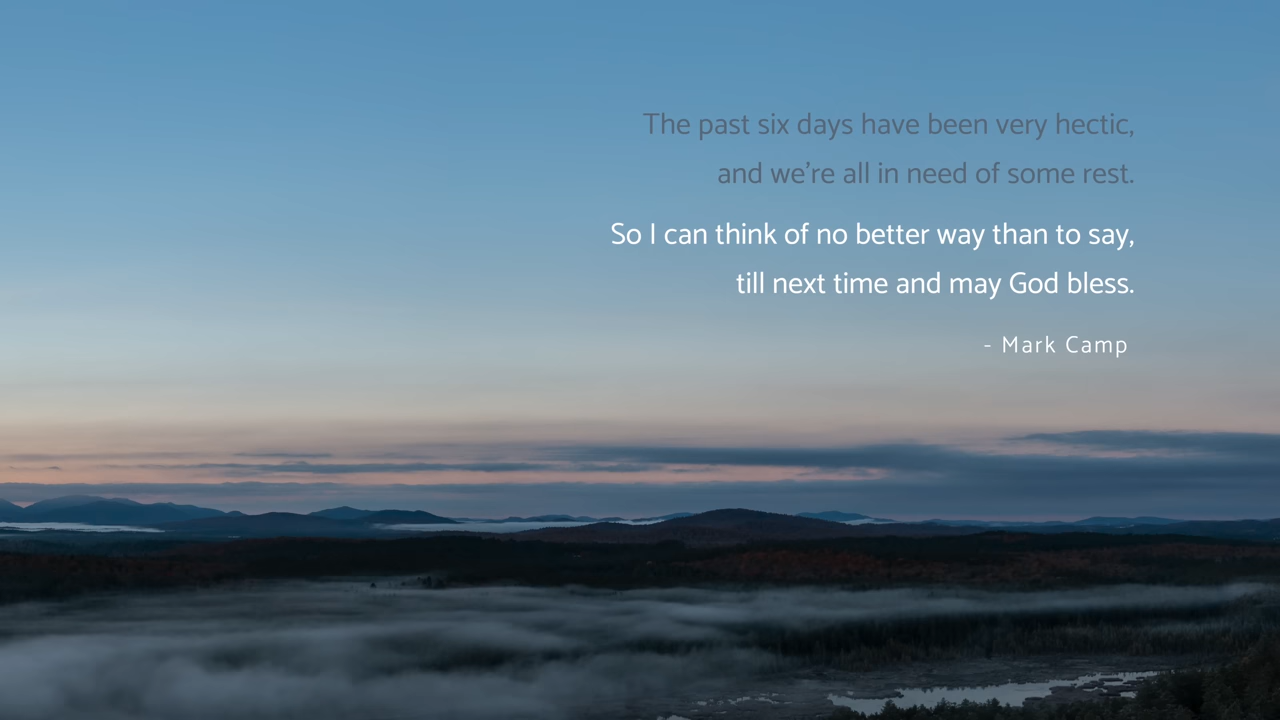 The past six days have been very hectic,
and we’re all in need of some rest.
So I can think of no better way than to say,
till next time and may God bless.
- Mark Camp